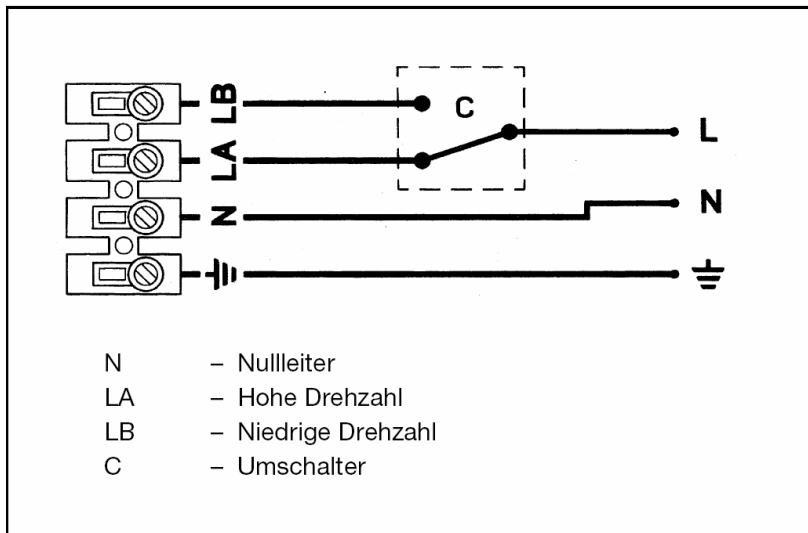 LB
C
L
LA
N
N
N – Nullleiter
LA – Hohe Drehzahl
LB – Niedrige Drehzahl
C – Umschalter